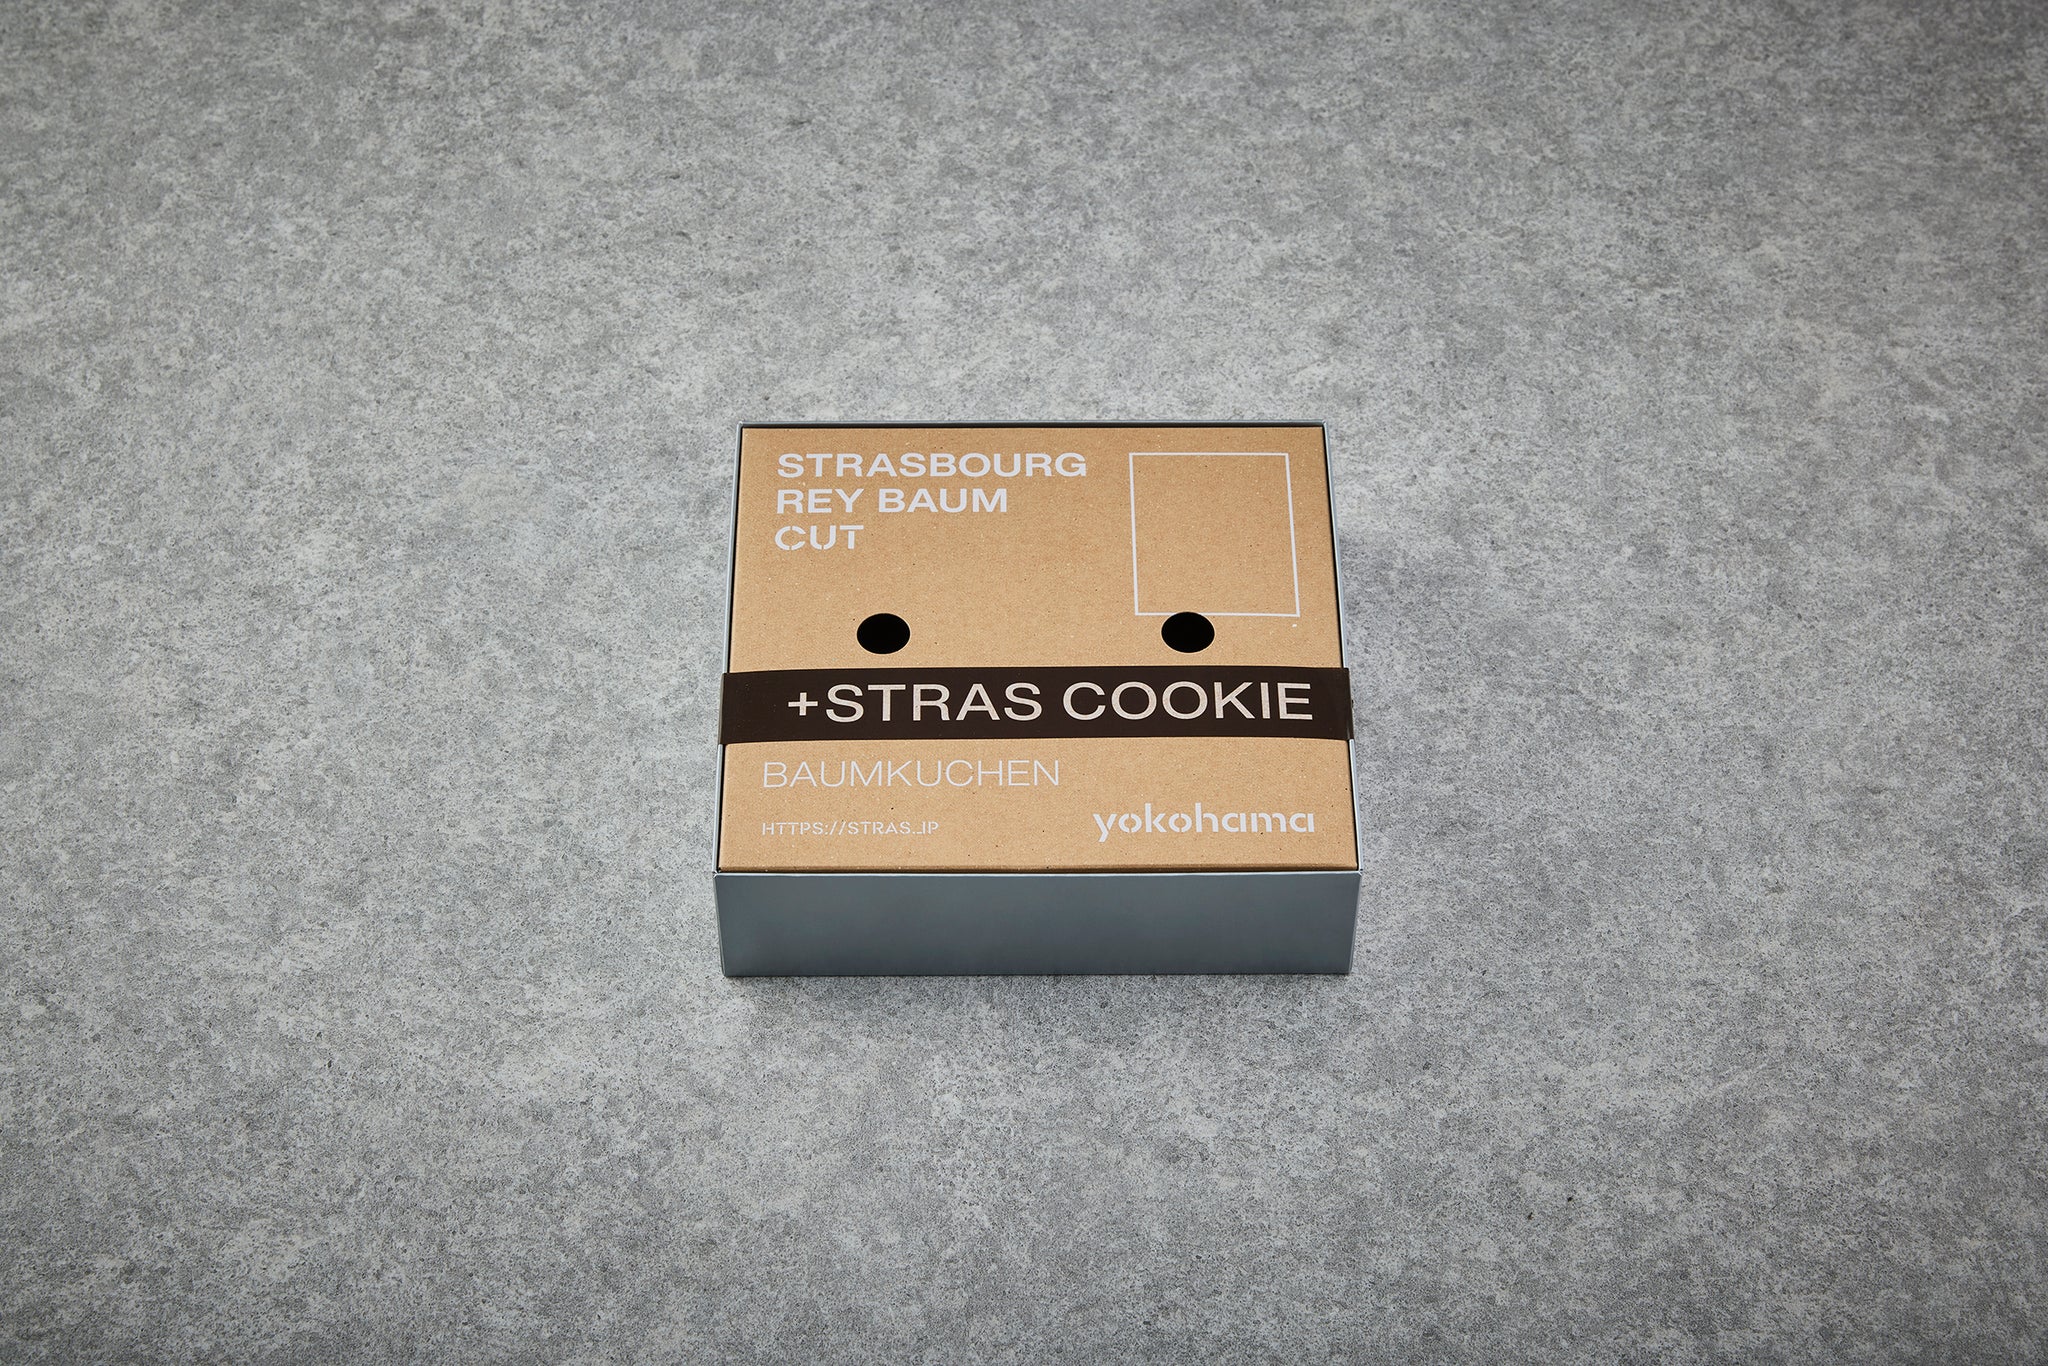 STRASBOURG
REY BAUM
CUT
+STRAS COOKIE
BAUMKUCHEN
HTTPS://STRAS.JP
yokohama